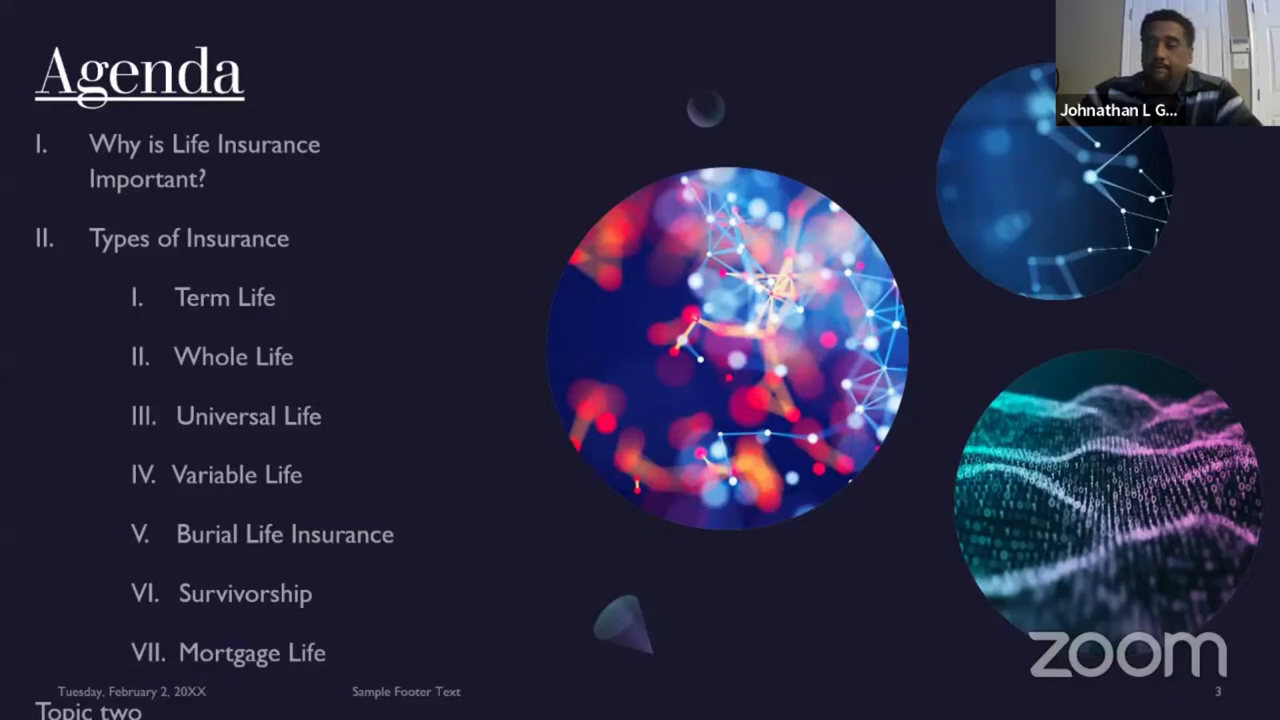 Agenda
Johnathan L G...
I. Why is Life Insurance
Important?
II. Types of Insurance
I. Term Life
II. Whole Life
III. Universal Life
IV. Variable Life
V. Burial Life Insurance
VI. Survivorship
VII. Mortgage Life
Tuesday, February 2, 20XX
Sample Footer Text
3
Topic two
zoom